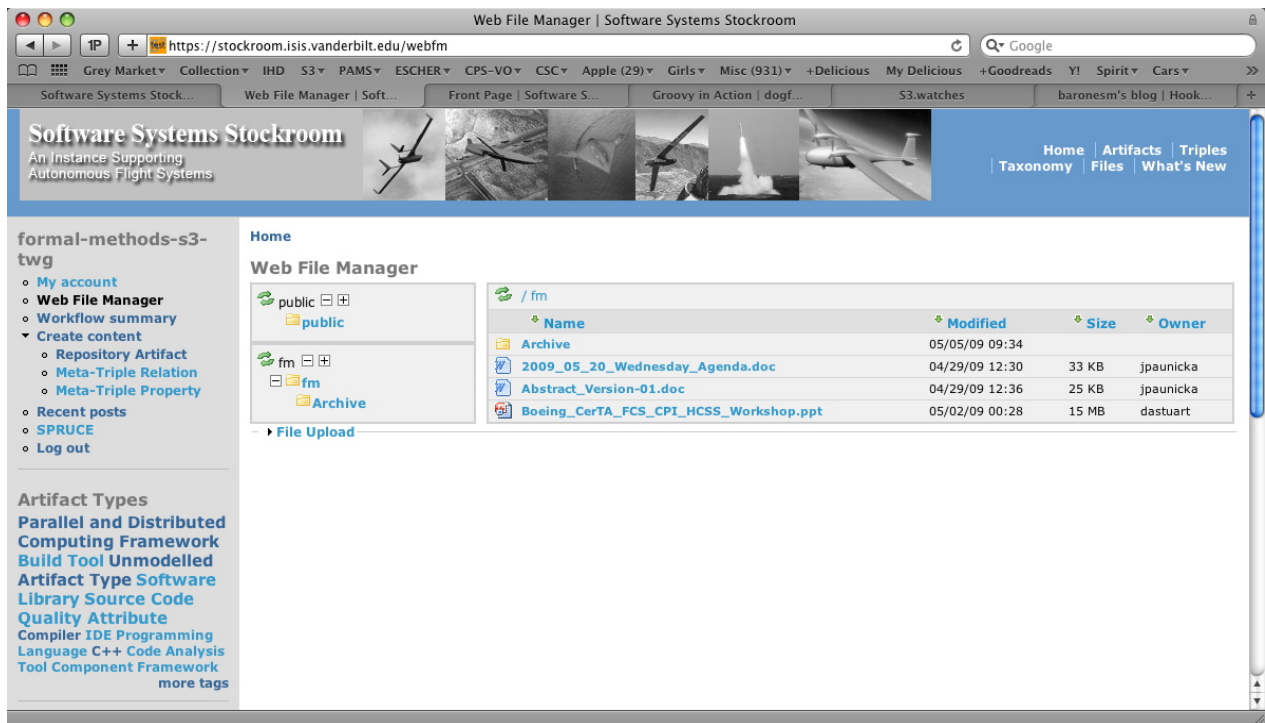 Web File Manager | Software Systems Stockroom
1P + test https://stockroom.isis.vanderbilt.edu/webfm Google
Grey Market Collection IHD S3 PAMS ESCHER CPS-VO CSC Apple (29) Girls Misc (931) +Delicious My Delicious +Goodreads Y! Spirit Cars >>
Software Systems Stock... Web File Manager | Soft... Front Page | Software S... Groovy in Action | dogf... S3.watches baronesm's blog | Hook... +
Software Systems Stockroom
An Instance Supporting
Autonomous Flight Systems
Home | Artifacts | Triples
| Taxonomy | Files | What's New
formal-methods-s3-
twg
My account
Web File Manager
Workflow summary
Create content
Repository Artifact
Meta-Triple Relation
Meta-Triple Property
Recent posts
SPRUCE
Log out
Artifact Types
Parallel and Distributed
Computing Framework
Build Tool Unmodelled
Artifact Type Software
Library Source Code
Quality Attribute
Compiler IDE Programming
Language C++ Code Analysis
Tool Component Framework
more tags
Home
Web File Manager
public
public
fm
fm
Archive
File Upload
/ fm
Name Modified Size Owner
Archive 05/05/09 09:34
2009_05_20_Wednesday_Agenda.doc 04/29/09 12:30 33 KB jpaunicka
Abstract_Version-01.doc 04/29/09 12:36 25 KB jpaunicka
Boeing_CerTA_FCS_CPI_HCSS_Workshop.ppt 05/02/09 00:28 15 MB dastuart